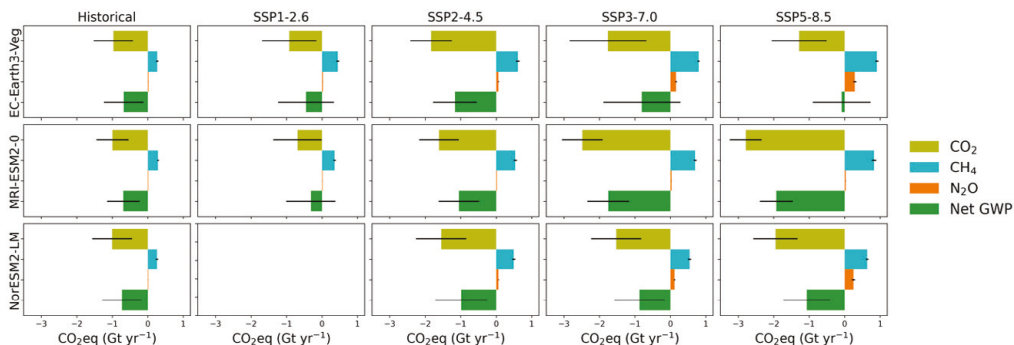 Historical
SSP1-2.6
SSP2-4.5
SSP3-7.0
SSP5-8.5
EC-Earth3-Veg
MRI-ESM2-0
NorESM2-LM
CO₂
CH₄
N₂O
Net GWP
−3 −2 −1 0 1
−3 −2 −1 0 1
−3 −2 −1 0 1
−3 −2 −1 0 1
−3 −2 −1 0 1
CO₂eq (Gt yr⁻¹)
CO₂eq (Gt yr⁻¹)
CO₂eq (Gt yr⁻¹)
CO₂eq (Gt yr⁻¹)
CO₂eq (Gt yr⁻¹)